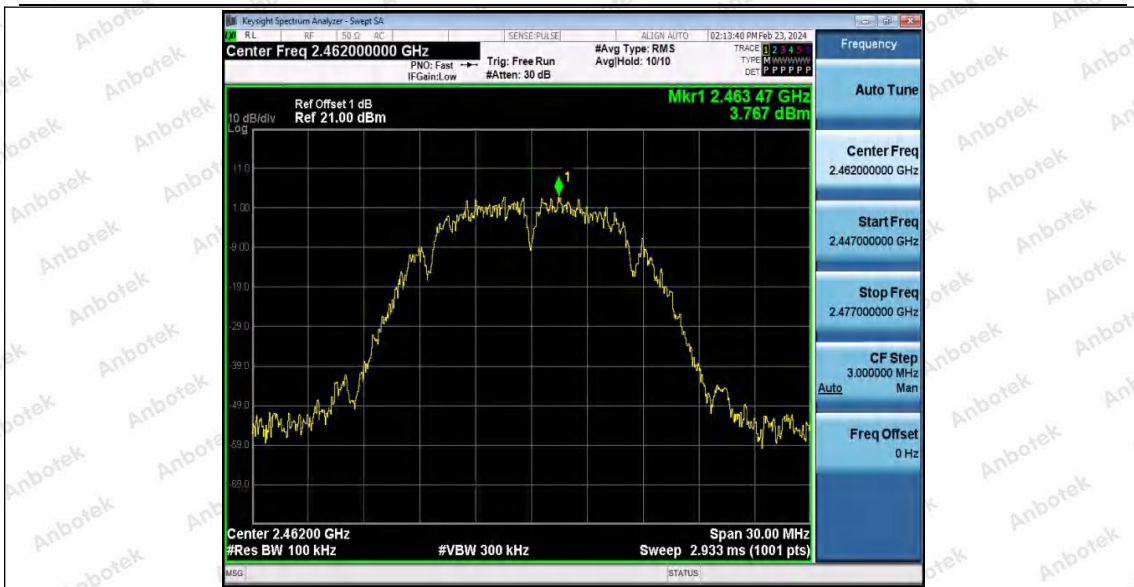 Keysight Spectrum Analyzer - Swept SA
RL RF 50 Ω AC SENSE:PULSE ALIGN AUTO 02:13:40 PM Feb 23, 2024
Center Freq 2.462000000 GHz
PNO: Fast
IFGain:Low
Trig: Free Run
#Atten: 30 dB
#Avg Type: RMS
Avg|Hold: 10/10
TRACE 1 2 3 4 5 6
TYPE M WWWWW
DET P P P P P P
Ref Offset 1 dB
Ref 21.00 dBm
10 dB/div
Log
Mkr1 2.463 47 GHz
3.767 dBm
1
11.0
1.00
-9.00
-19.0
-29.0
-39.0
-49.0
-59.0
-69.0
Center 2.46200 GHz
Span 30.00 MHz
#Res BW 100 kHz
#VBW 300 kHz
Sweep 2.933 ms (1001 pts)
MSG
STATUS
Frequency
Auto Tune
Center Freq
2.462000000 GHz
Start Freq
2.447000000 GHz
Stop Freq
2.477000000 GHz
CF Step
3.000000 MHz
Auto Man
Freq Offset
0 Hz
Anbotek